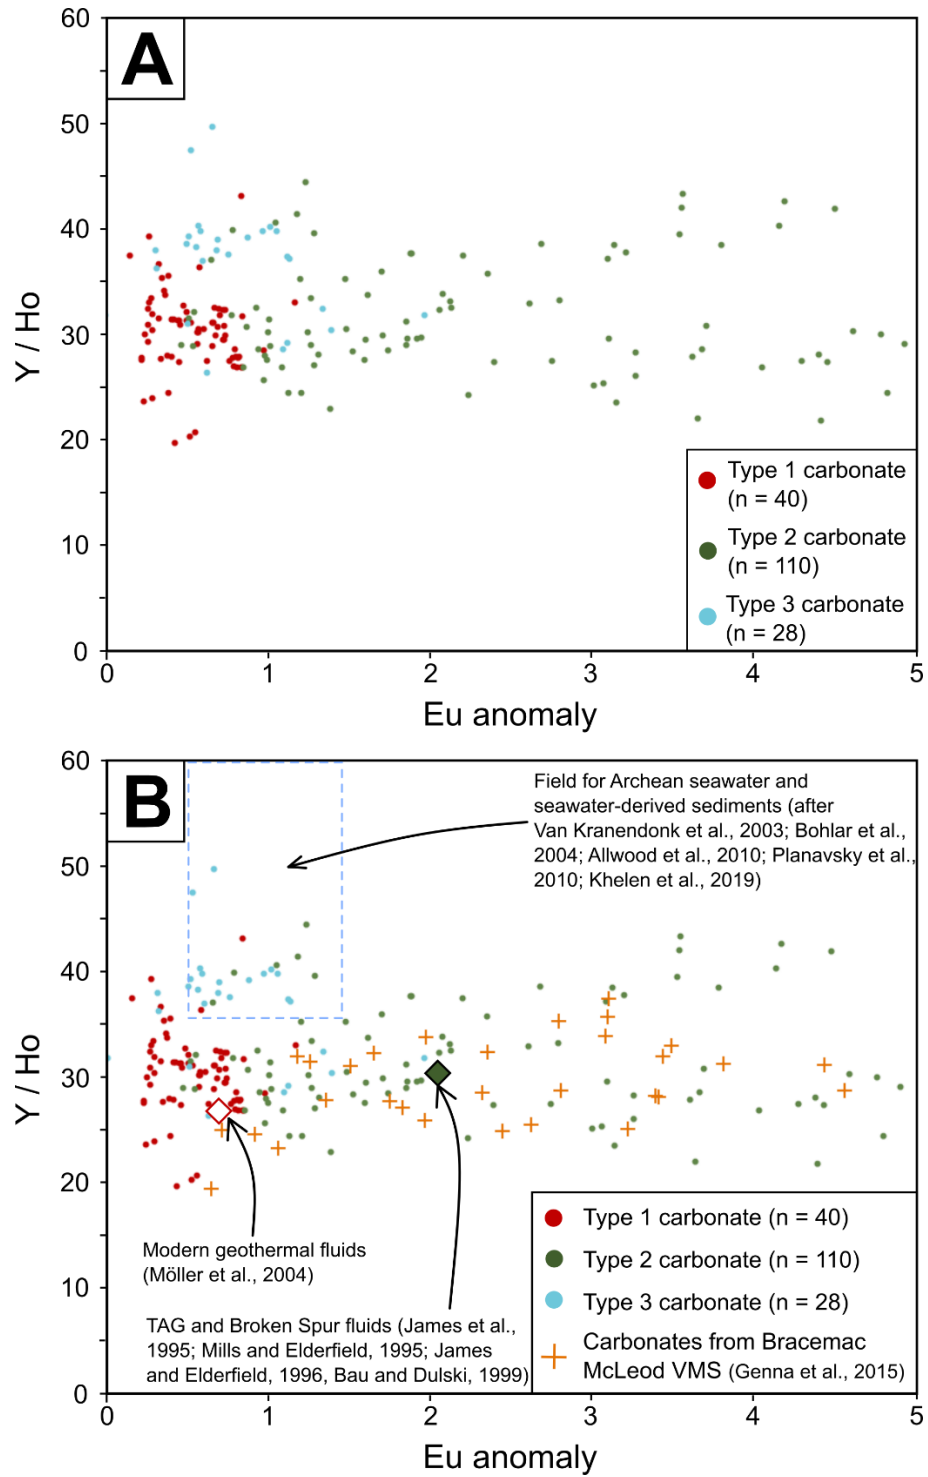 A
60
50
40
30
20
10
0
Y / Ho
Type 1 carbonate
(n = 40)
Type 2 carbonate
(n = 110)
Type 3 carbonate
(n = 28)
0 1 2 3 4 5
Eu anomaly
B
60
50
40
30
20
10
0
Y / Ho
Field for Archean seawater and
seawater-derived sediments (after
Van Kranendonk et al., 2003; Bohlar et al.,
2004; Allwood et al., 2010; Planavsky et al.,
2010; Khelen et al., 2019)
Modern geothermal fluids
(Möller et al., 2004)
TAG and Broken Spur fluids (James et al.,
1995; Mills and Elderfield, 1995; James
and Elderfield, 1996, Bau and Dulski, 1999)
Type 1 carbonate (n = 40)
Type 2 carbonate (n = 110)
Type 3 carbonate (n = 28)
Carbonates from Bracemac
McLeod VMS (Genna et al., 2015)
0 1 2 3 4 5
Eu anomaly